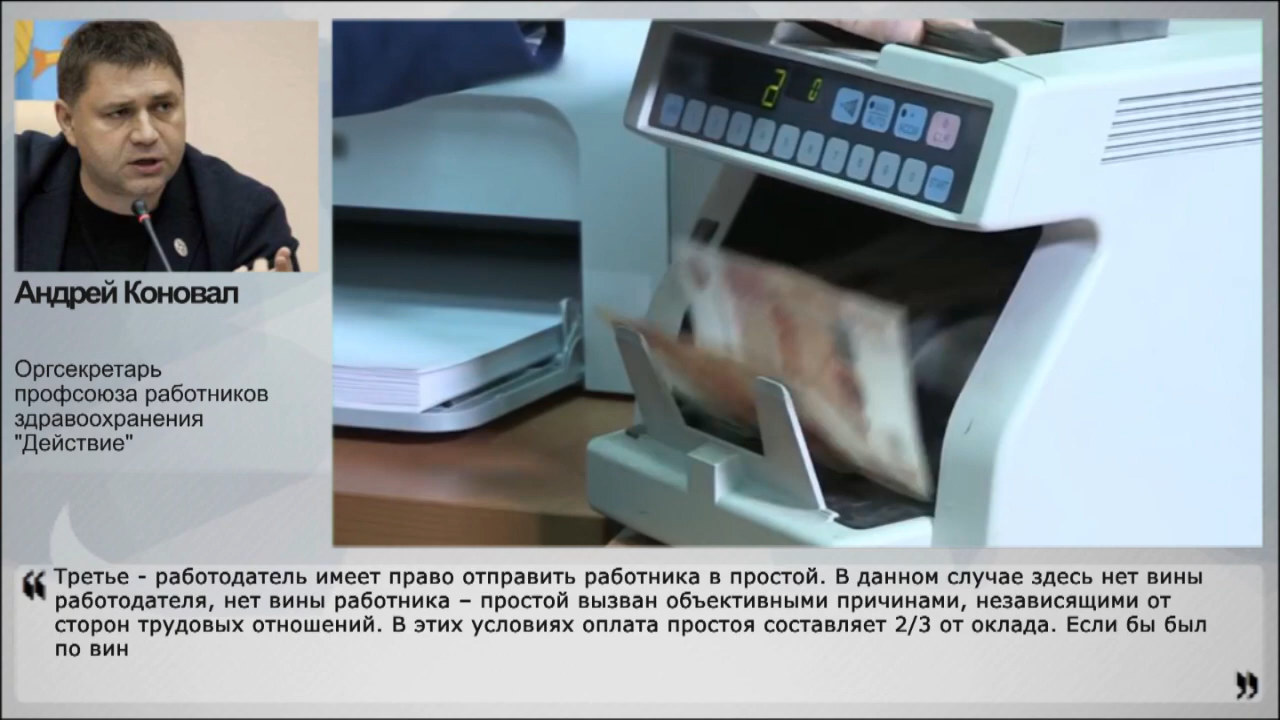 Андрей Коновал
Оргсекретарь
профсоюза работников
здравоохранения
"Действие"
Третье - работодатель имеет право отправить работника в простой. В данном случае здесь нет вины
работодателя, нет вины работника – простой вызван объективными причинами, независящими от
сторон трудовых отношений. В этих условиях оплата простоя составляет 2/3 от оклада. Если бы был
по вин